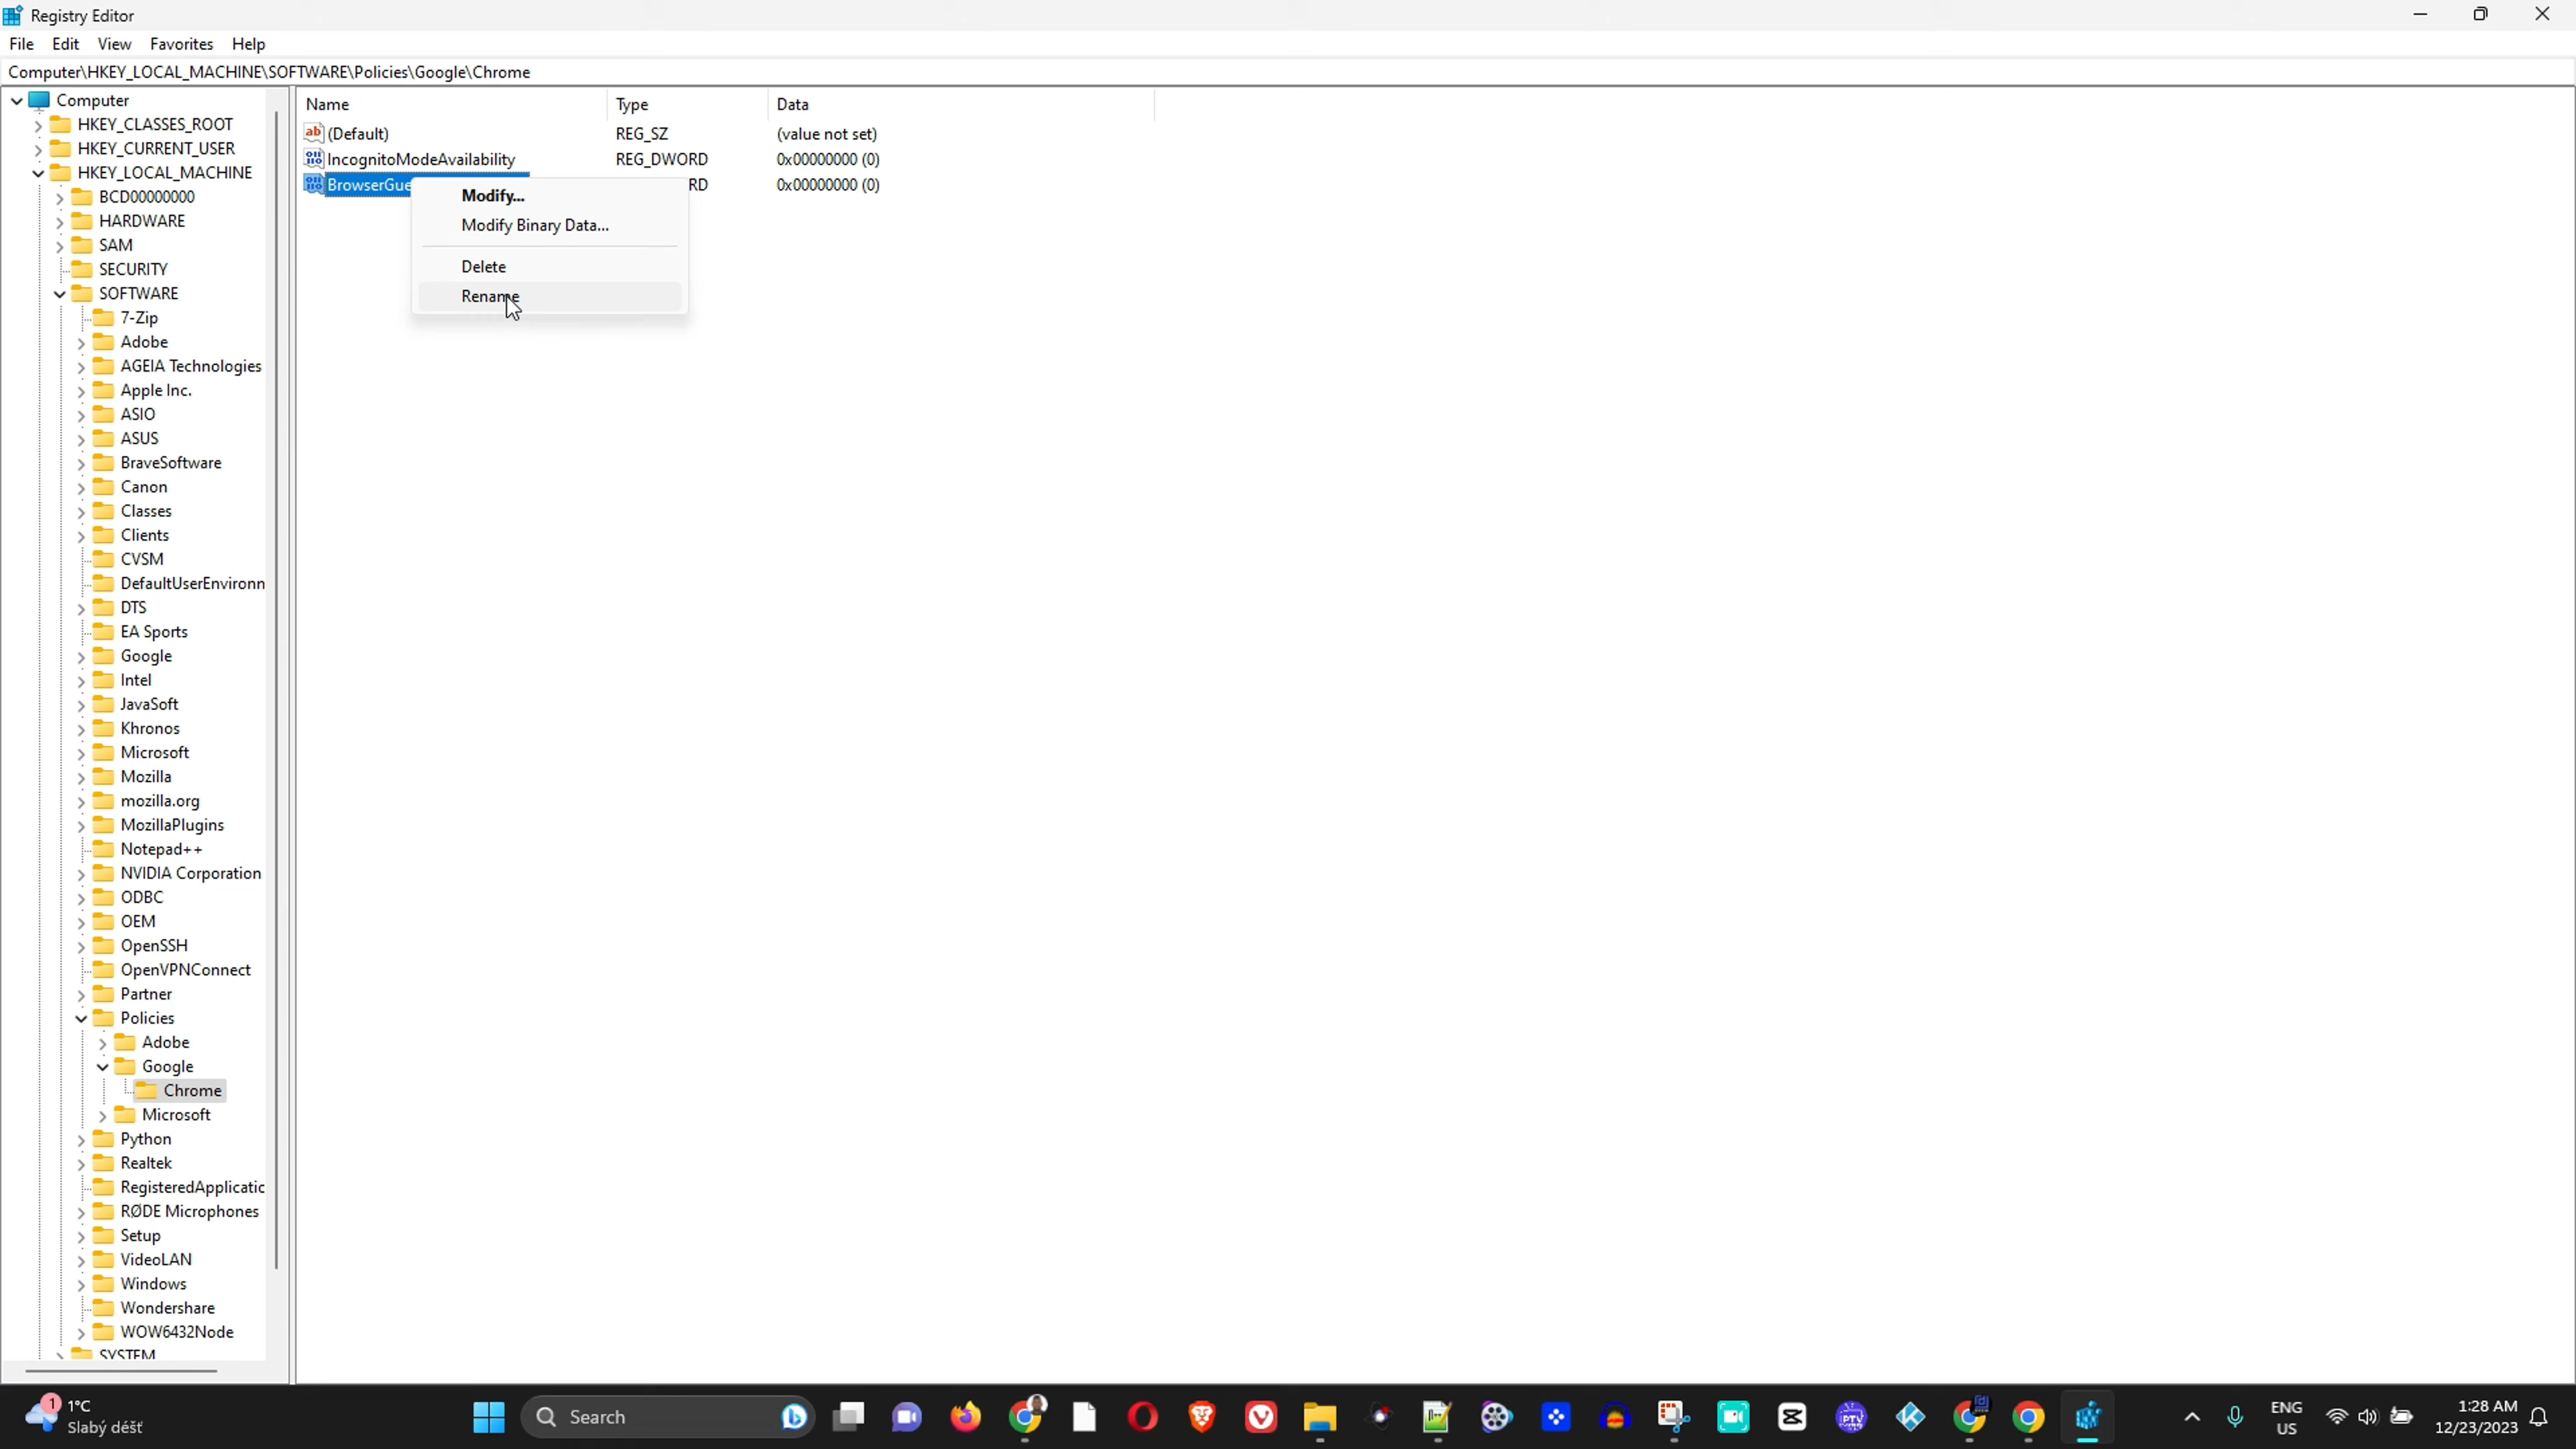 Registry Editor
File Edit View Favorites Help
Computer\HKEY_LOCAL_MACHINE\SOFTWARE\Policies\Google\Chrome
Computer
HKEY_CLASSES_ROOT
HKEY_CURRENT_USER
HKEY_LOCAL_MACHINE
BCD00000000
HARDWARE
SAM
SECURITY
SOFTWARE
7-Zip
Adobe
AGEIA Technologies
Apple Inc.
ASIO
ASUS
BraveSoftware
Canon
Classes
Clients
CVSM
DefaultUserEnvironn
DTS
EA Sports
Google
Intel
JavaSoft
Khronos
Microsoft
Mozilla
mozilla.org
MozillaPlugins
Notepad++
NVIDIA Corporation
ODBC
OEM
OpenSSH
OpenVPNConnect
Partner
Policies
Adobe
Google
Chrome
Microsoft
Python
Realtek
RegisteredApplicatic
RØDE Microphones
Setup
VideoLAN
Windows
Wondershare
WOW6432Node
SYSTEM
Name Type Data
(Default) REG_SZ (value not set)
IncognitoModeAvailability REG_DWORD 0x00000000 (0)
BrowserGue RD 0x00000000 (0)
Modify...
Modify Binary Data...
Delete
Rename
1
1°C
Slabý déšť
Search
ENG
US
1:28 AM
12/23/2023